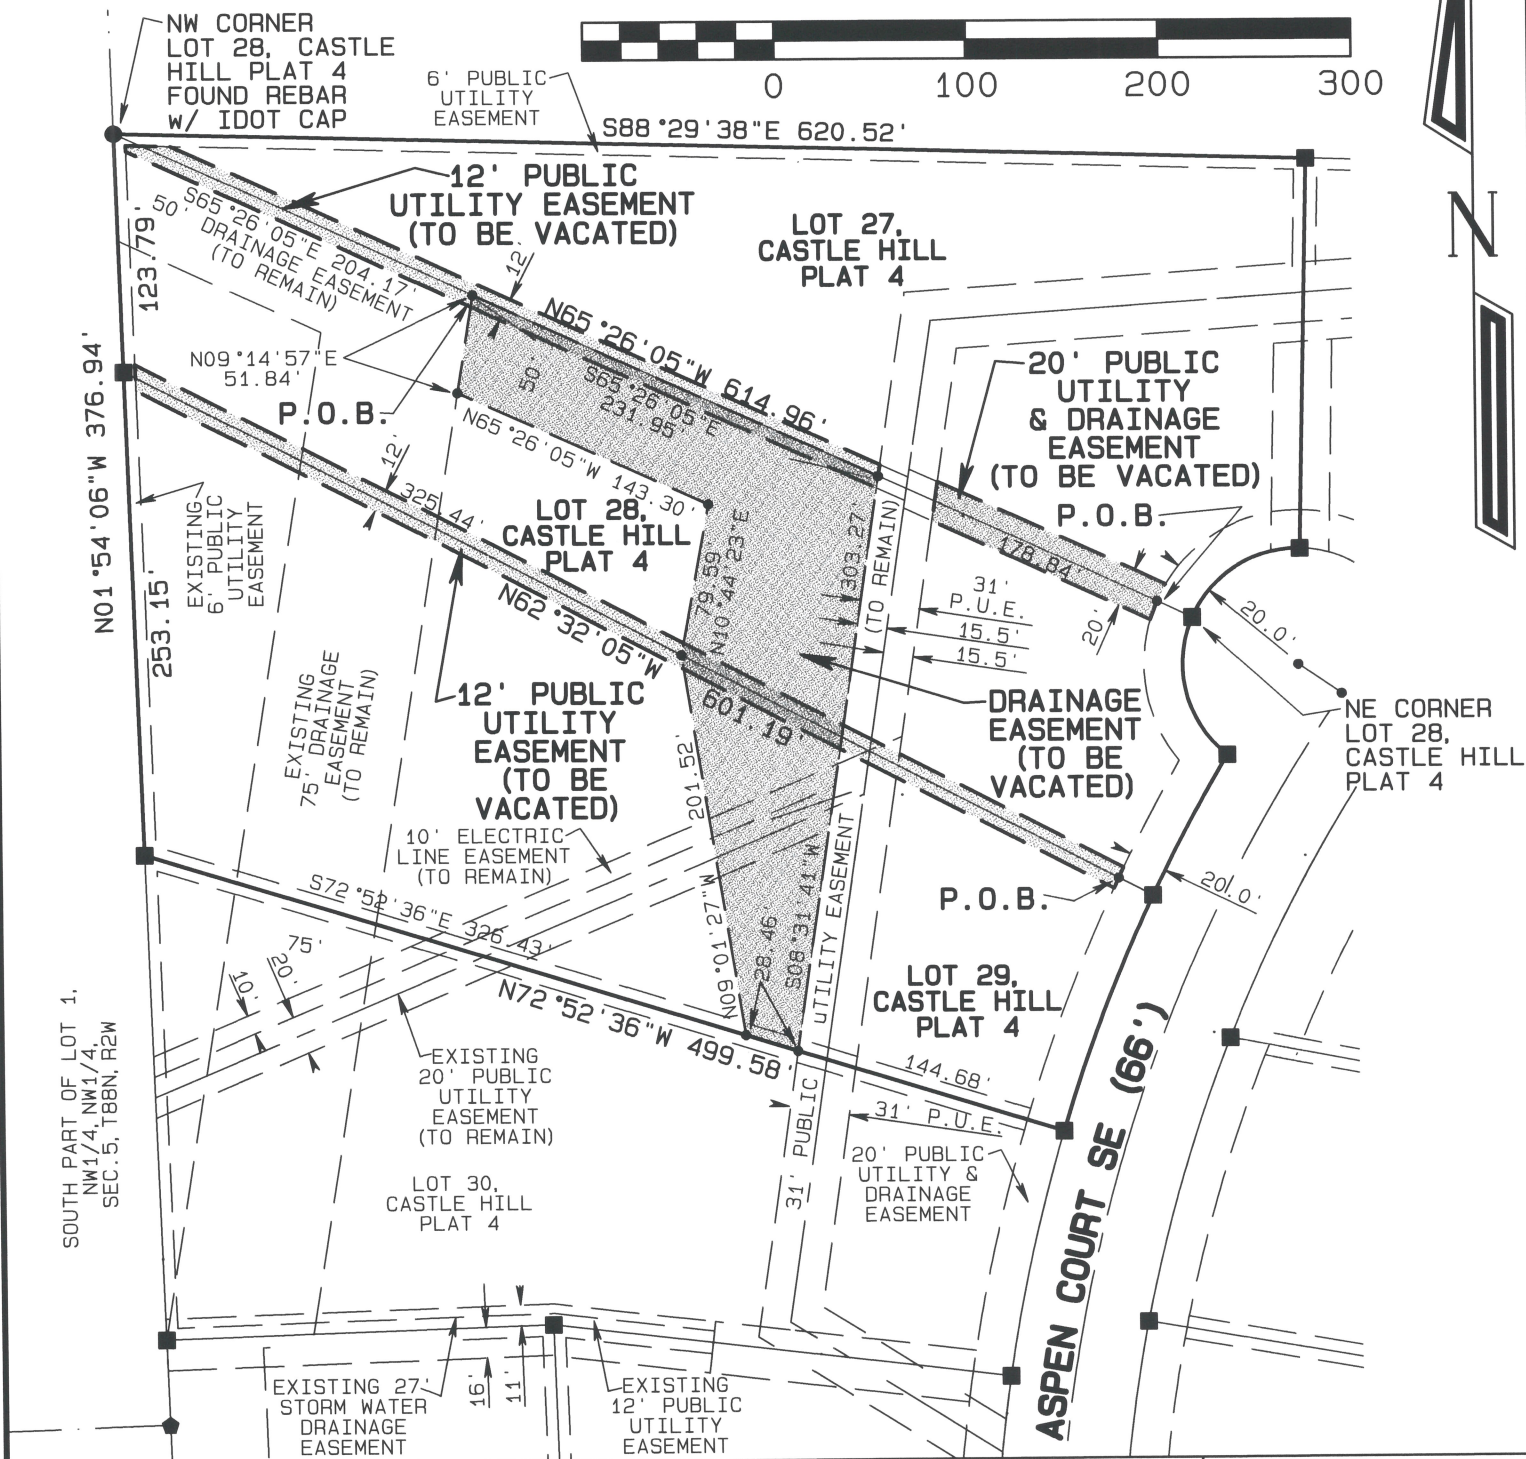 NW CORNER
LOT 28, CASTLE
HILL PLAT 4
FOUND REBAR
w/ IDOT CAP
6' PUBLIC
UTILITY
EASEMENT
0 100 200 300
S88°29'38"E 620.52'
N
12' PUBLIC
UTILITY EASEMENT
(TO BE VACATED)
S65°26'05"E 204.17'
50' DRAINAGE EASEMENT
(TO REMAIN)
LOT 27,
CASTLE HILL
PLAT 4
123.79'
12'
N65°26'05"W 614.96'
N01°54'06"W 376.94'
N09°14'57"E
51.84'
P.O.B.
50'
S65°26'05"E
231.95'
20' PUBLIC
UTILITY
& DRAINAGE
EASEMENT
(TO BE VACATED)
P.O.B.
N65°26'05"W 143.30'
12'
325.44'
LOT 28,
CASTLE HILL
PLAT 4
EXISTING
6' PUBLIC
UTILITY
EASEMENT
253.15'
79.59'
N10°44'23"E
303.27'
(TO REMAIN)
178.84'
31'
P.U.E.
15.5'
15.5'
20'
20.0'
N62°32'05"W
601.19'
12' PUBLIC
UTILITY
EASEMENT
(TO BE
VACATED)
EXISTING
75' DRAINAGE
EASEMENT
(TO REMAIN)
DRAINAGE
EASEMENT
(TO BE
VACATED)
NE CORNER
LOT 28,
CASTLE HILL
PLAT 4
201.52'
10' ELECTRIC
LINE EASEMENT
(TO REMAIN)
P.O.B.
20.0'
S72°52'36"E 326.43'
75'
10'
20'
N09°01'27"W
28.46'
S08°31'41"W
UTILITY EASEMENT
LOT 29,
CASTLE HILL
PLAT 4
N72°52'36"W 499.58'
144.68'
31' P.U.E.
31' PUBLIC
SOUTH PART OF LOT 1,
NW1/4, NW1/4,
SEC.5, T88N, R2W
EXISTING
20' PUBLIC
UTILITY
EASEMENT
(TO REMAIN)
20' PUBLIC
UTILITY &
DRAINAGE
EASEMENT
LOT 30,
CASTLE HILL
PLAT 4
ASPEN COURT SE (66')
EXISTING 27'
STORM WATER
DRAINAGE
EASEMENT
16'
11'
EXISTING
12' PUBLIC
UTILITY
EASEMENT